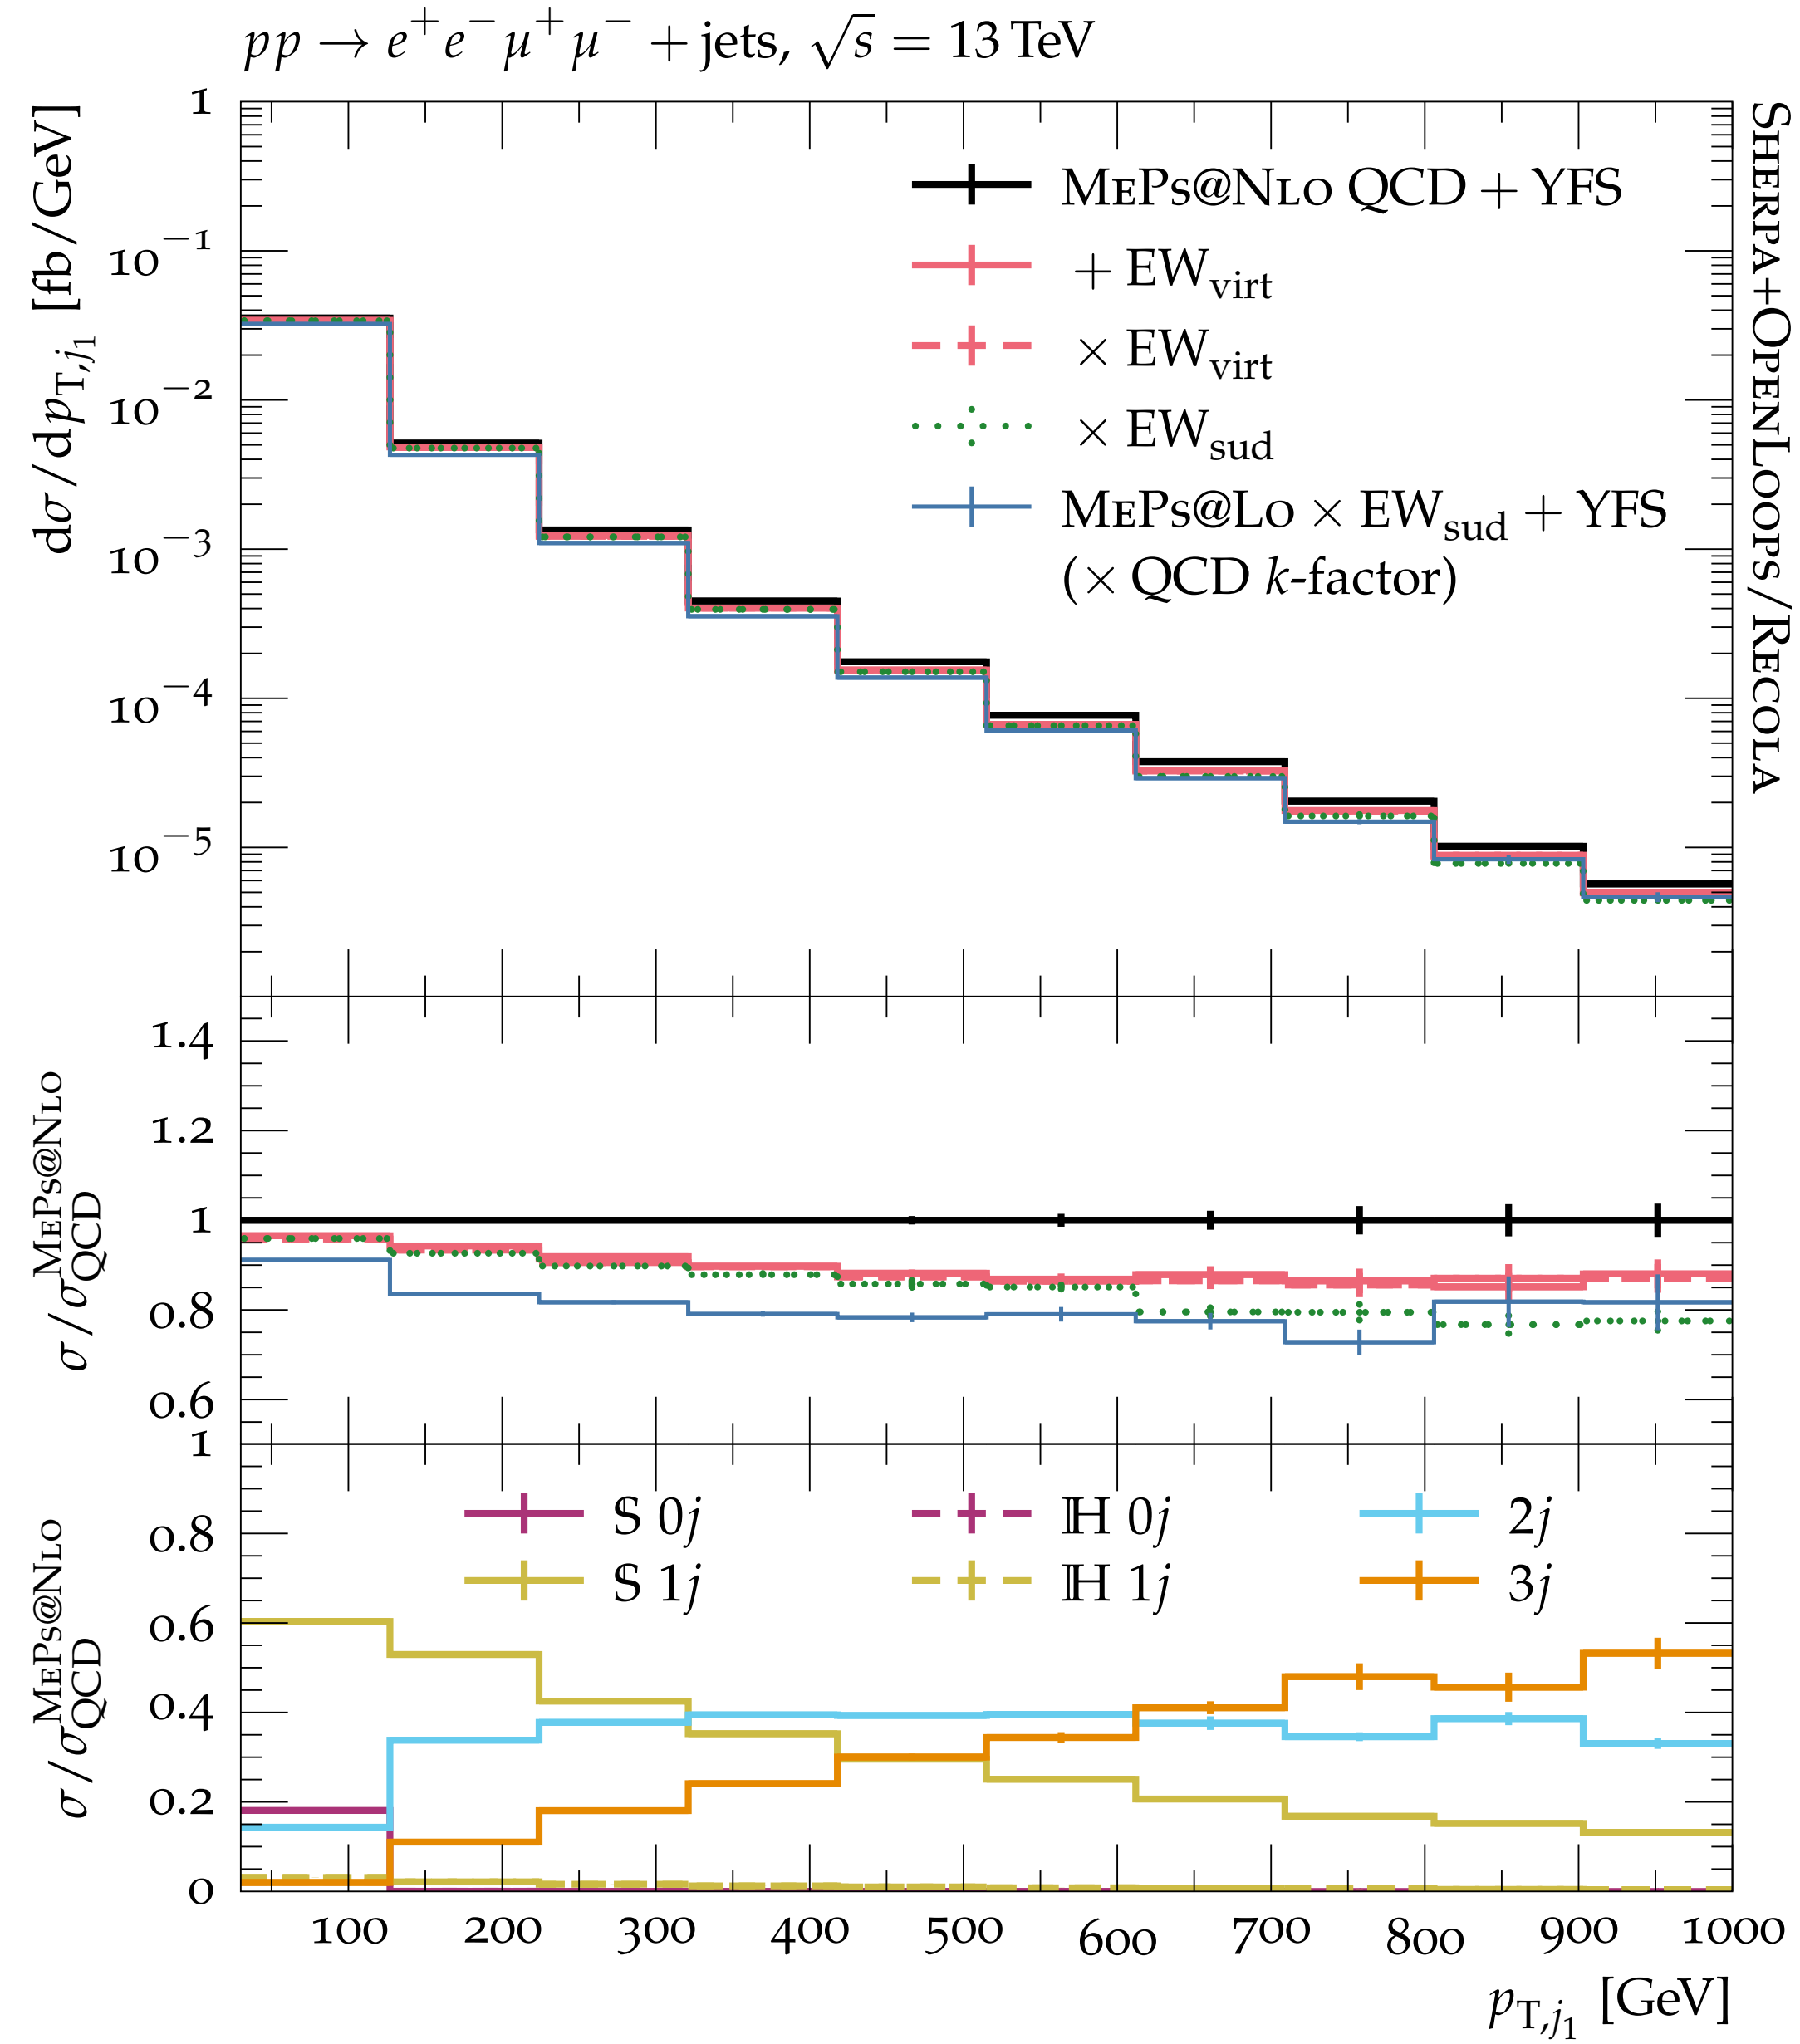 pp → e⁺e⁻μ⁺μ⁻ + jets, √s = 13 TeV
SHERPA+OPENLOOPS/RECOLA
dσ/dp_{T,j₁} [fb/GeV]
1
10⁻¹
10⁻²
10⁻³
10⁻⁴
10⁻⁵
MEPS@NLO QCD + YFS
+ EW_virt
× EW_virt
× EW_sud
MEPS@LO × EW_sud + YFS
(× QCD k-factor)
σ/σ_QCD^{MEPS@NLO}
1.4
1.2
1
0.8
0.6
σ/σ_QCD^{MEPS@NLO}
1
0.8
0.6
0.4
0.2
0
𝕊 0j
ℍ 0j
2j
𝕊 1j
ℍ 1j
3j
100 200 300 400 500 600 700 800 900 1000
p_{T,j₁} [GeV]